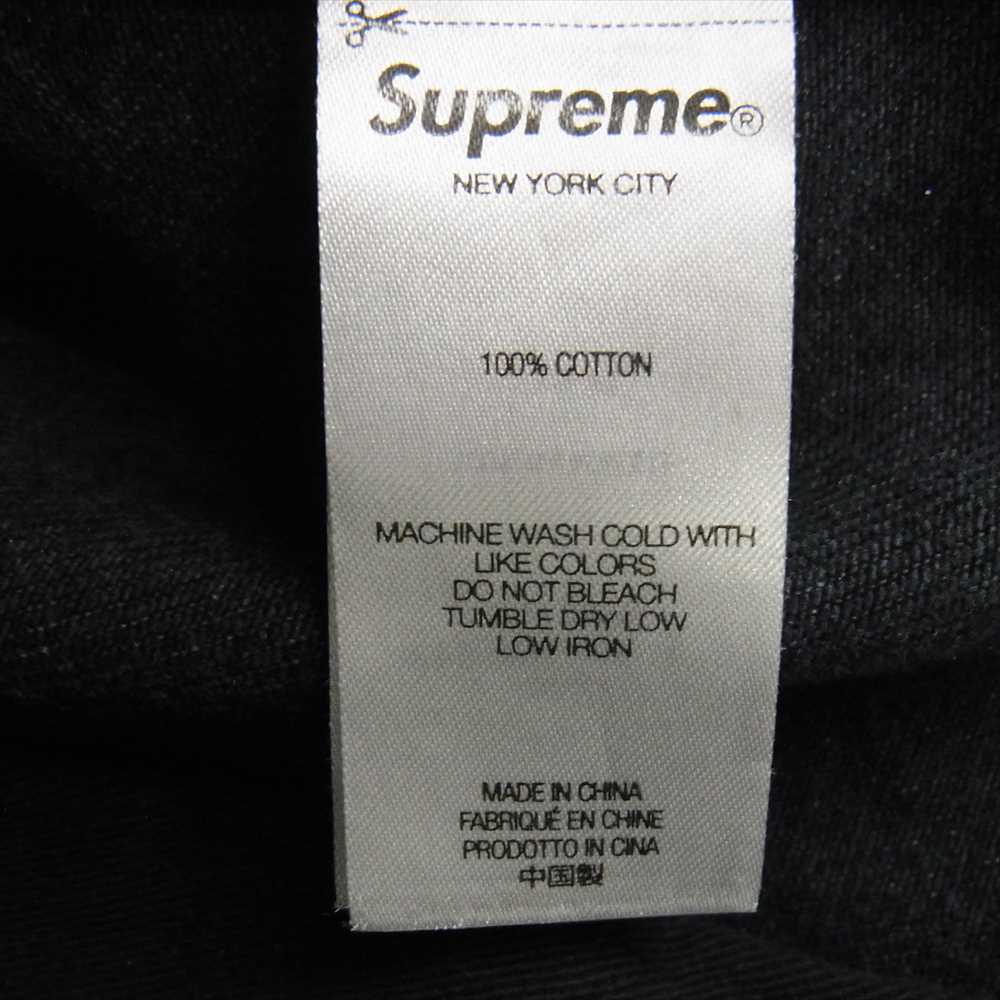 Supreme®
NEW YORK CITY
100% COTTON
MACHINE WASH COLD WITH
LIKE COLORS
DO NOT BLEACH
TUMBLE DRY LOW
LOW IRON
MADE IN CHINA
FABRIQUÉ EN CHINE
PRODOTTO IN CINA
中国製